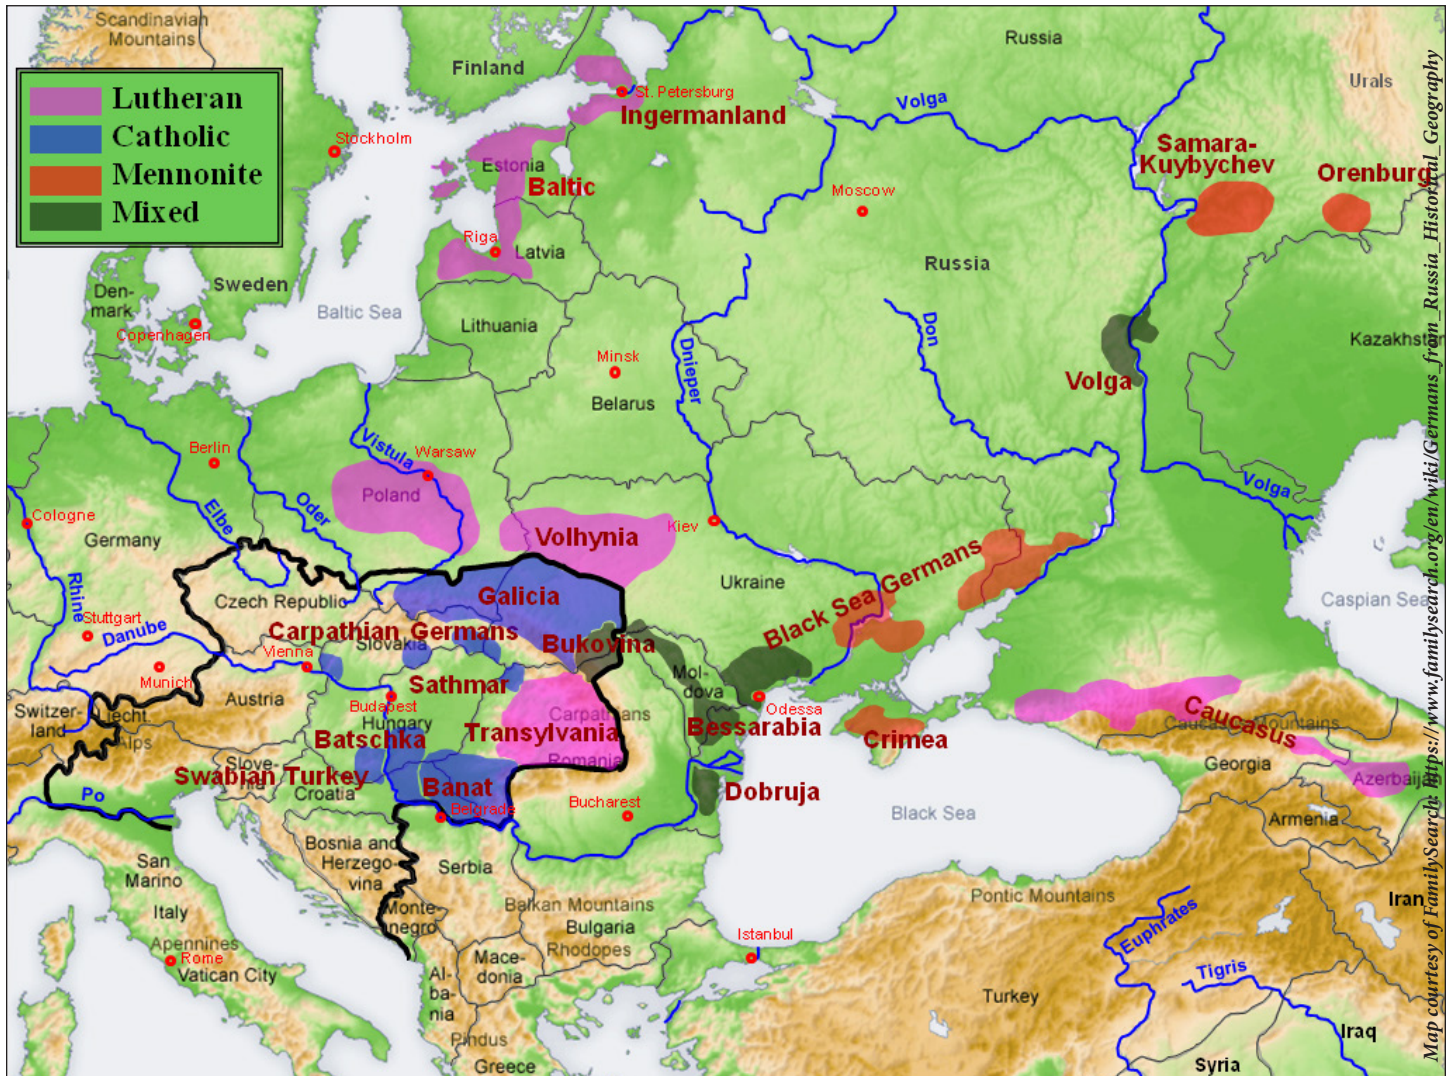 Scandinavian
Mountains
Finland
Russia
Urals
Lutheran
Catholic
Mennonite
Mixed
St. Petersburg
Ingermanland
Volga
Stockholm
Estonia
Baltic
Samara-
Kuybychev
Orenburg
Moscow
Riga
Latvia
Russia
Sweden
Den-
mark
Baltic Sea
Copenhagen
Lithuania
Don
Dnieper
Minsk
Belarus
Volga
Kazakhstan
Berlin
Vistula
Warsaw
Poland
Elbe
Oder
Cologne
Germany
Volhynia
Kiev
Volga
Rhine
Czech Republic
Galicia
Ukraine
Black Sea Germans
Caspian Sea
Stuttgart
Danube
Carpathian Germans
Slovakia
Bukovina
Vienna
Munich
Sathmar
Mol-
dova
Austria
Budapest
Hungary
Carpathians
Odessa
Switzer-
land
Liecht.
Alps
Batschka
Transylvania
Bessarabia
Crimea
Caucasus
Caucasus Mountains
Romania
Georgia
Azerbaijan
Slove-
nia
Swabian Turkey
Croatia
Banat
Dobruja
Po
Belgrade
Bucharest
Black Sea
Armenia
Bosnia and
Herzego-
vina
Serbia
San
Marino
Italy
Monte-
negro
Balkan Mountains
Bulgaria
Rhodopes
Pontic Mountains
Iran
Apennines
Rome
Vatican City
Istanbul
Euphrates
Mace-
donia
Al-
ba-
nia
Tigris
Turkey
Iraq
Pindus
Greece
Syria
Map courtesy of FamilySearch: https://www.familysearch.org/en/wiki/Germans_from_Russia_Historical_Geography